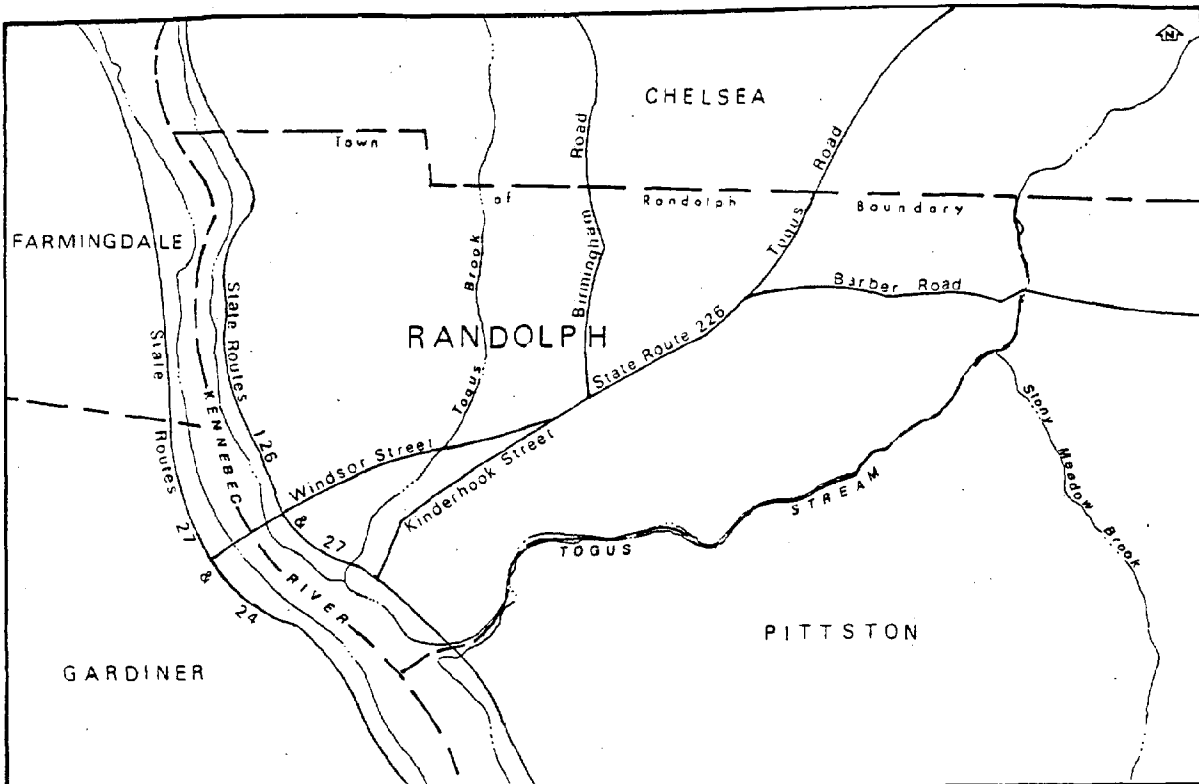 N
CHELSEA
Town
of
Randolph
Boundary
FARMINGDALE
Birmingham Road
Togus Road
Barber Road
Togus Brook
RANDOLPH
State Route 226
State Routes 126 & 27
State Routes 27 & 24
KENNEBEC RIVER
Windsor Street
Kinderhook Street
Stony Meadow Brook
TOGUS STREAM
PITTSTON
GARDINER